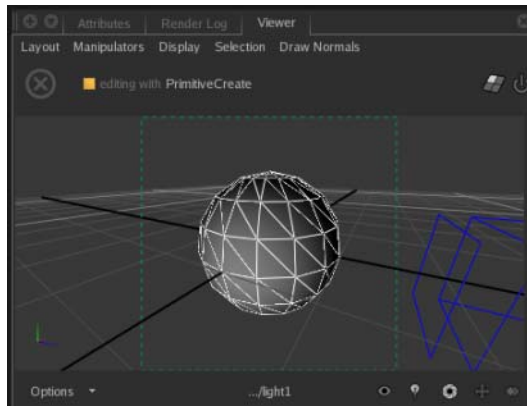 Attributes Render Log Viewer
Layout Manipulators Display Selection Draw Normals
editing with PrimitiveCreate
Options .../light1